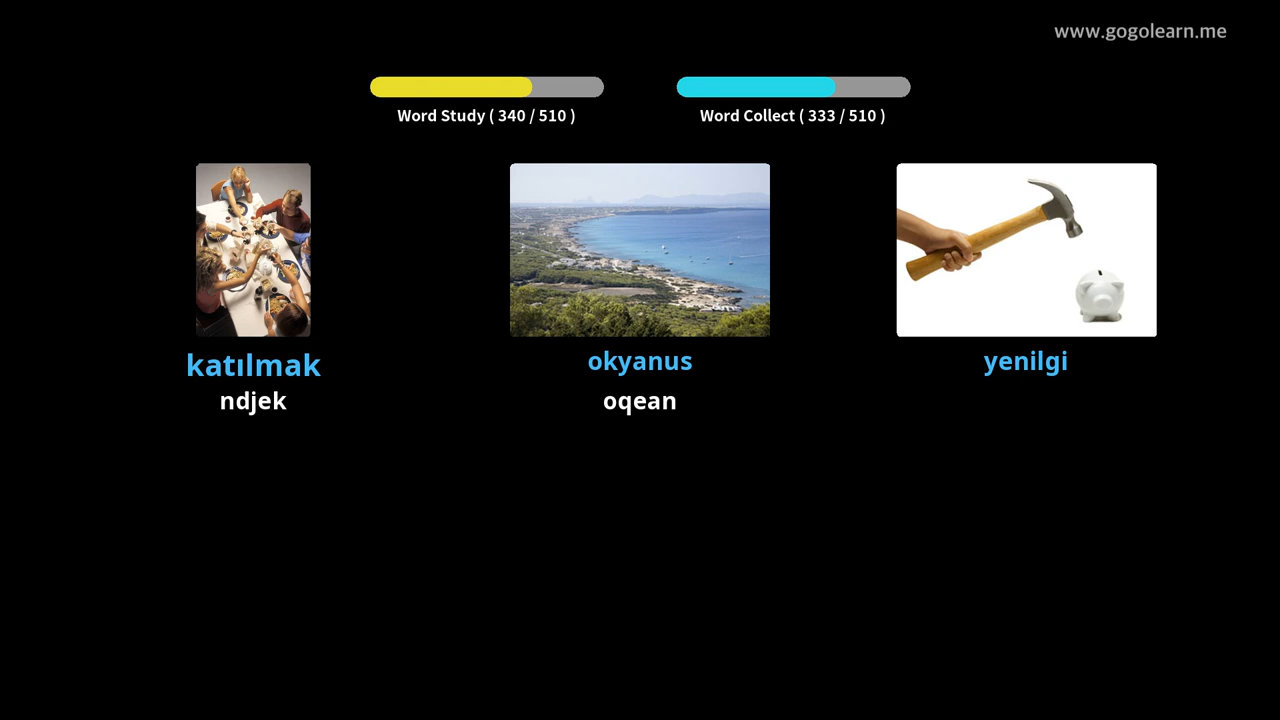 www.gogolearn.me
Word Study ( 340 / 510 )
Word Collect ( 333 / 510 )
katılmak
okyanus
yenilgi
ndjek
oqean